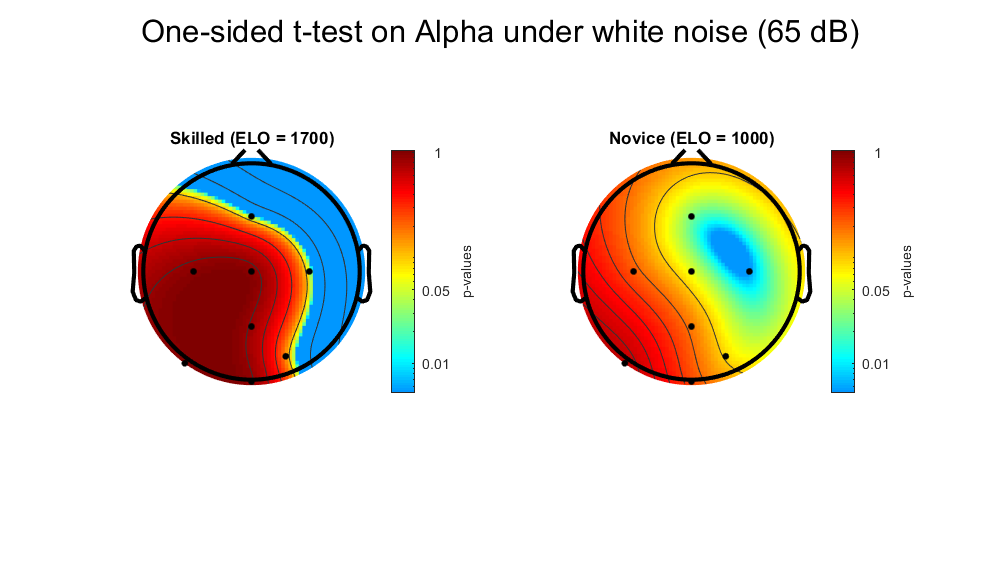 One-sided t-test on Alpha under white noise (65 dB)
Skilled (ELO = 1700)
1
0.05
0.01
p-values
Novice (ELO = 1000)
1
0.05
0.01
p-values